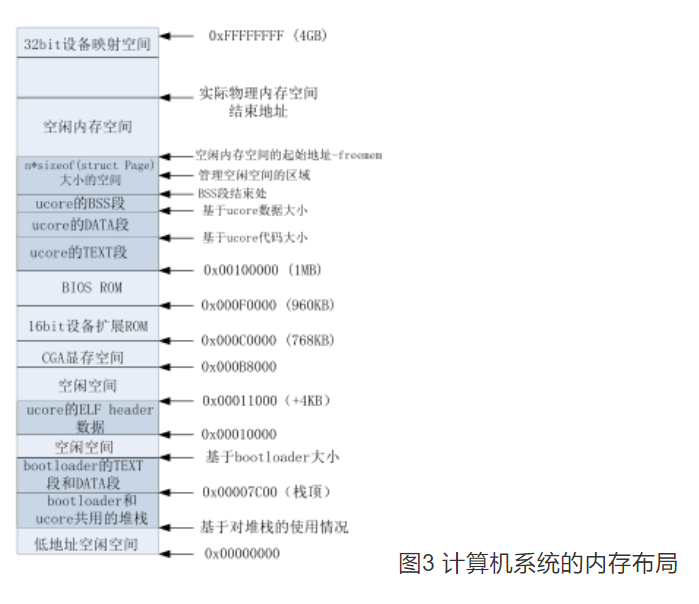 32bit设备映射空间
0xFFFFFFFF (4GB)
实际物理内存空间
结束地址
空闲内存空间
空闲内存空间的起始地址-freemem
n*sizeof(struct Page)
大小的空间
管理空闲空间的区域
BSS段结束处
ucore的BSS段
基于ucore数据大小
ucore的DATA段
基于ucore代码大小
ucore的TEXT段
0x00100000 (1MB)
BIOS ROM
0x000F0000 (960KB)
16bit设备扩展ROM
0x000C0000 (768KB)
CGA显存空间
0x000B8000
空闲空间
0x00011000 (+4KB)
ucore的ELF header
数据
0x00010000
空闲空间
基于bootloader大小
bootloader的TEXT
段和DATA段
0x00007C00 (栈顶)
bootloader和
ucore共用的堆栈
基于对堆栈的使用情况
低地址空闲空间
0x00000000
图3 计算机系统的内存布局